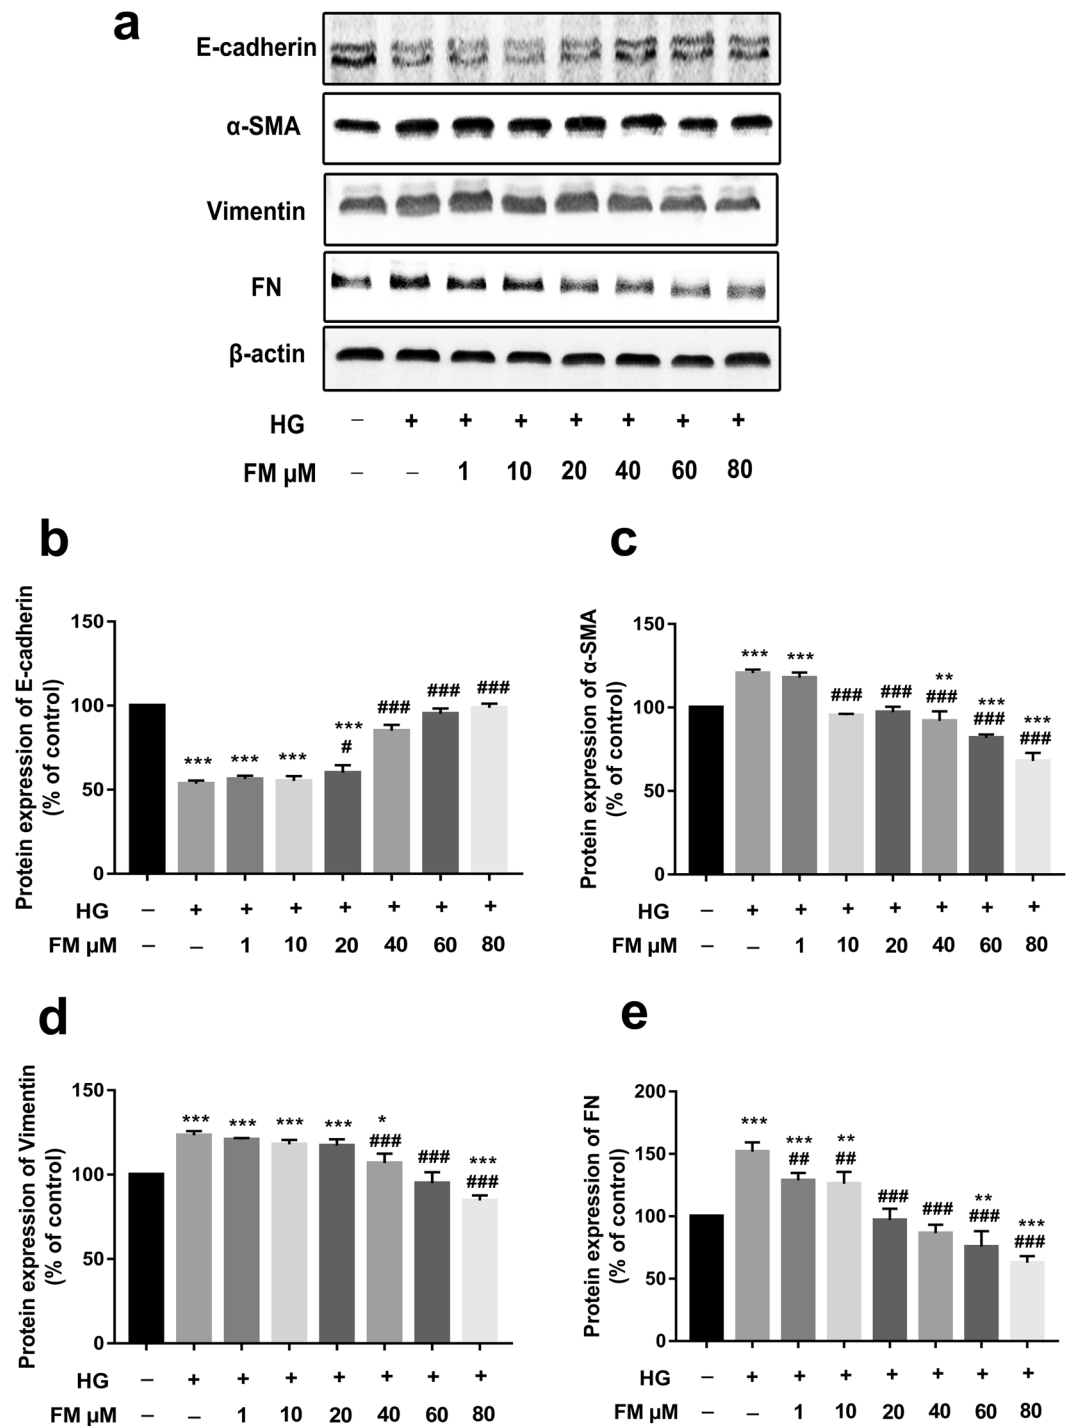 a
E-cadherin
α-SMA
Vimentin
FN
β-actin
HG – + + + + + + +
FM μM – – 1 10 20 40 60 80
b
Protein expression of E-cadherin
(% of control)
150
100
50
0
*** *** *** *** # ### ### ###
HG – + + + + + + +
FM μM – – 1 10 20 40 60 80
c
Protein expression of α-SMA
(% of control)
150
100
50
0
*** *** ### ### ** ### *** ### *** ###
HG – + + + + + + +
FM μM – – 1 10 20 40 60 80
d
Protein expression of Vimentin
(% of control)
150
100
50
0
*** *** *** *** * ### ### *** ###
HG – + + + + + + +
FM μM – – 1 10 20 40 60 80
e
Protein expression of FN
(% of control)
200
150
100
50
0
*** *** ## ** ## ### ### ** ### *** ###
HG – + + + + + + +
FM μM – – 1 10 20 40 60 80